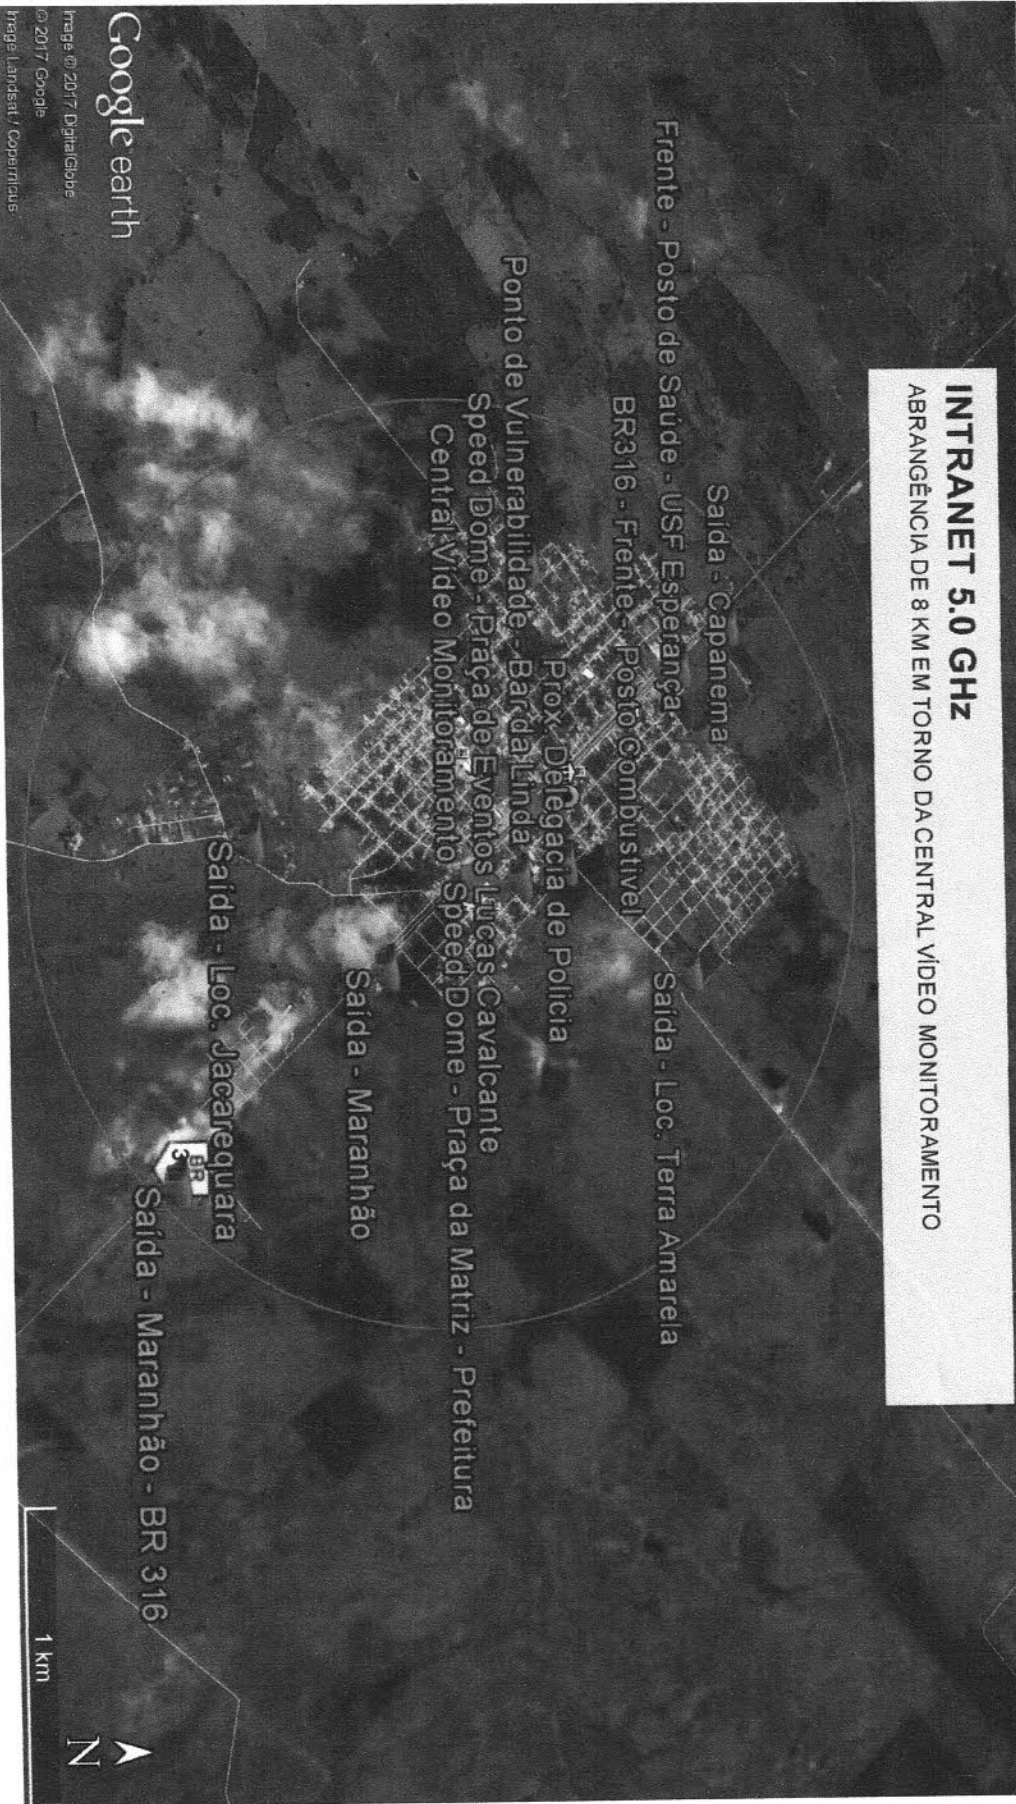 INTRANET 5.0 GHz
ABRANGÊNCIA DE 8 KM EM TORNO DA CENTRAL VÍDEO MONITORAMENTO
Saída - Capanema
Frente - Posto de Saúde - USF Esperança
Saída - Loc. Terra Amarela
BR316 - Frente - Posto Combustivel
Prox. Delegacia de Policia
Ponto de Vulnerabilidade - Bar da Linda
Speed Dome - Praça de Eventos Lucas Cavalcante
Central Vídeo Monitoramento Speed Dome - Praça da Matriz - Prefeitura
Saída - Maranhão
Saída - Loc. Jacarequara
BR
Saída - Maranhão - BR 316
Google earth
Image © 2017 DigitalGlobe
© 2017 Google
Image Landsat / Copernicus
1 km
N